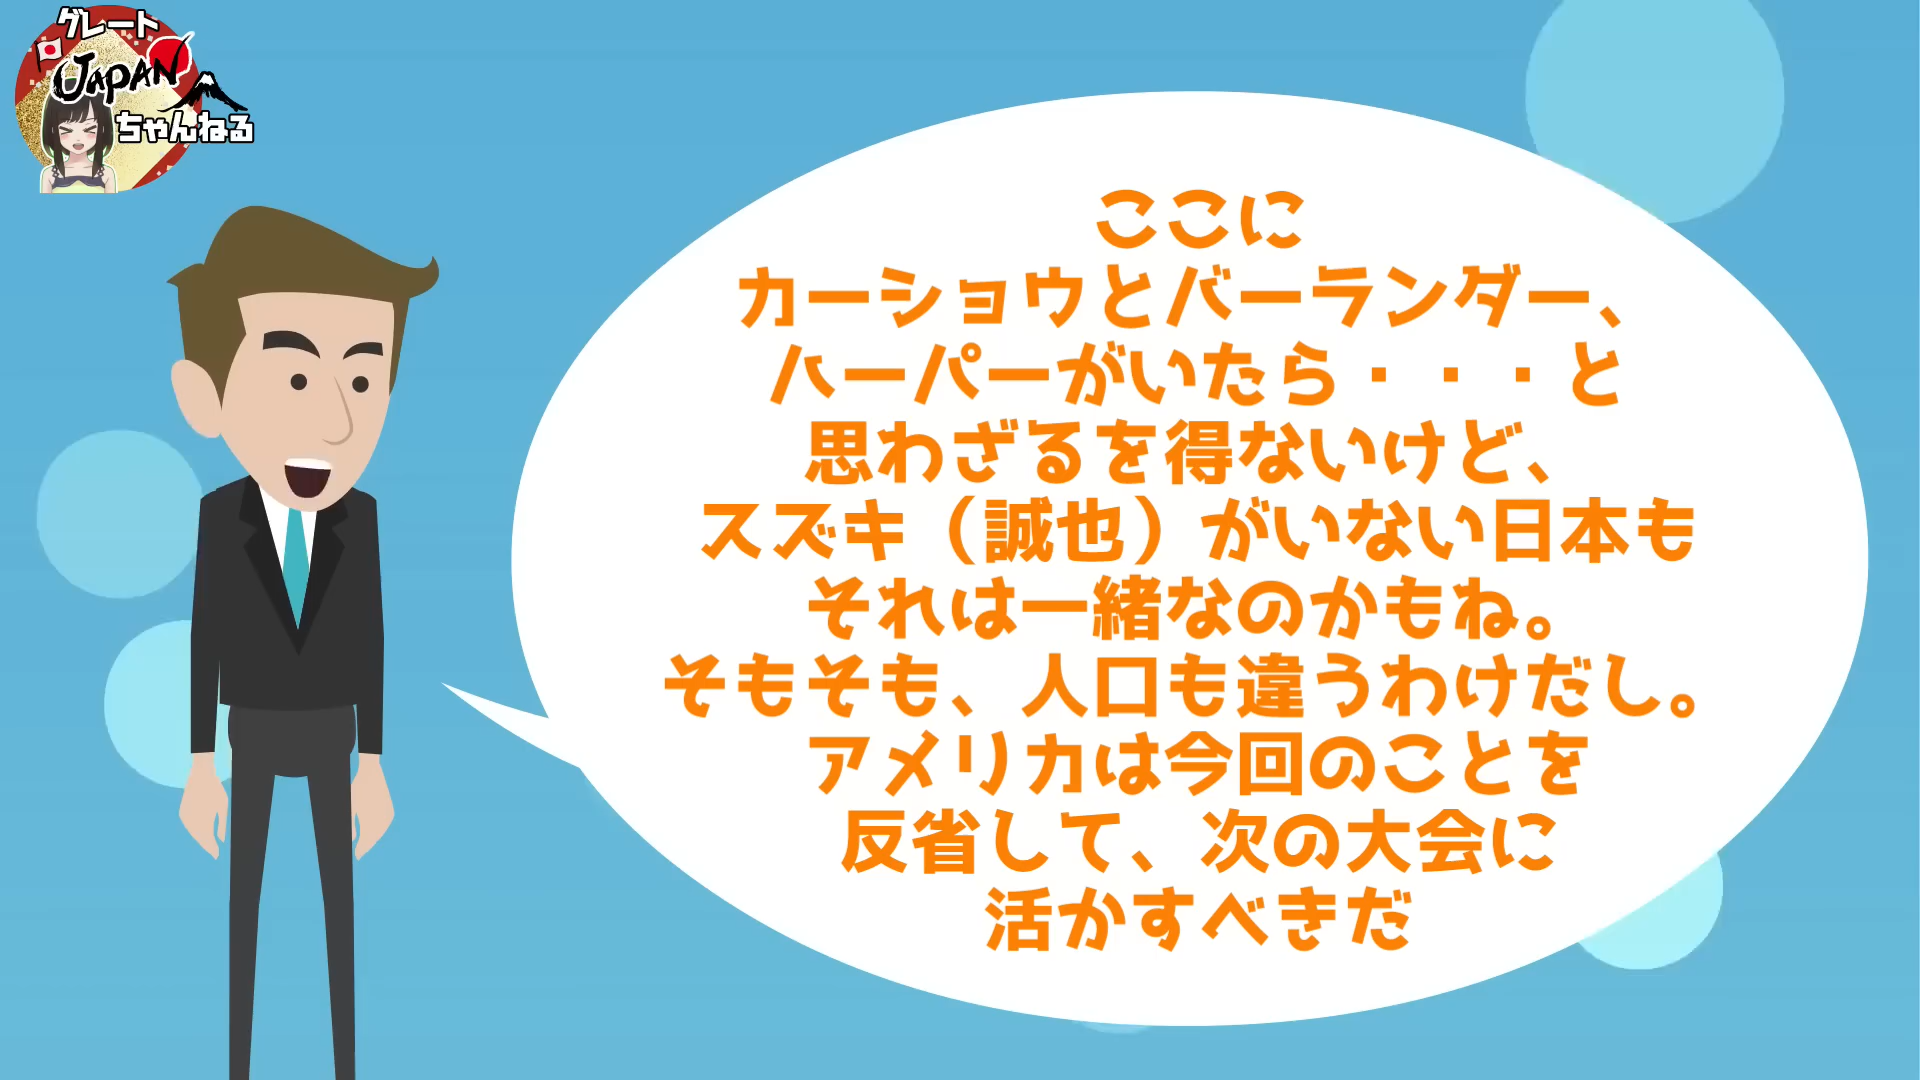 グレート
JAPAN
ちゃんねる
ここに
カーショウとバーランダー、
ハーパーがいたら・・・と
思わざるを得ないけど、
スズキ（誠也）がいない日本も
それは一緒なのかもね。
そもそも、人口も違うわけだし。
アメリカは今回のことを
反省して、次の大会に
活かすべきだ